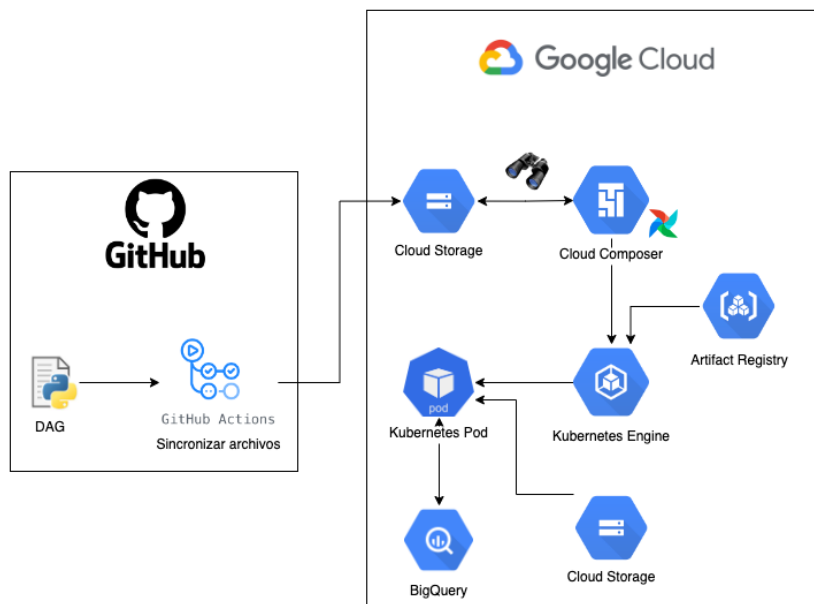 Google Cloud
GitHub
Cloud Storage
Cloud Composer
Artifact Registry
DAG
GitHub Actions
Sincronizar archivos
pod
Kubernetes Pod
Kubernetes Engine
BigQuery
Cloud Storage